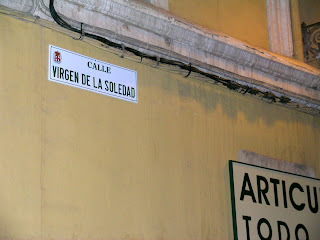 CALLE
VIRGEN DE LA SOLEDAD
ARTICU
TODO